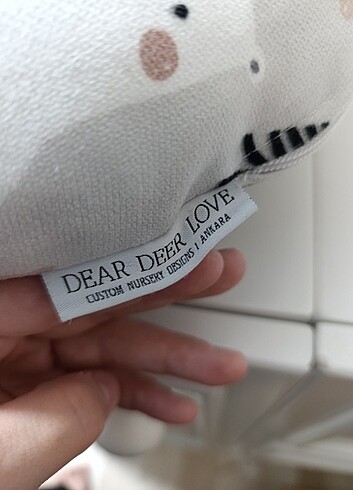 DEAR DEER LOVE
CUSTOM NURSERY DESIGNS | ANKARA